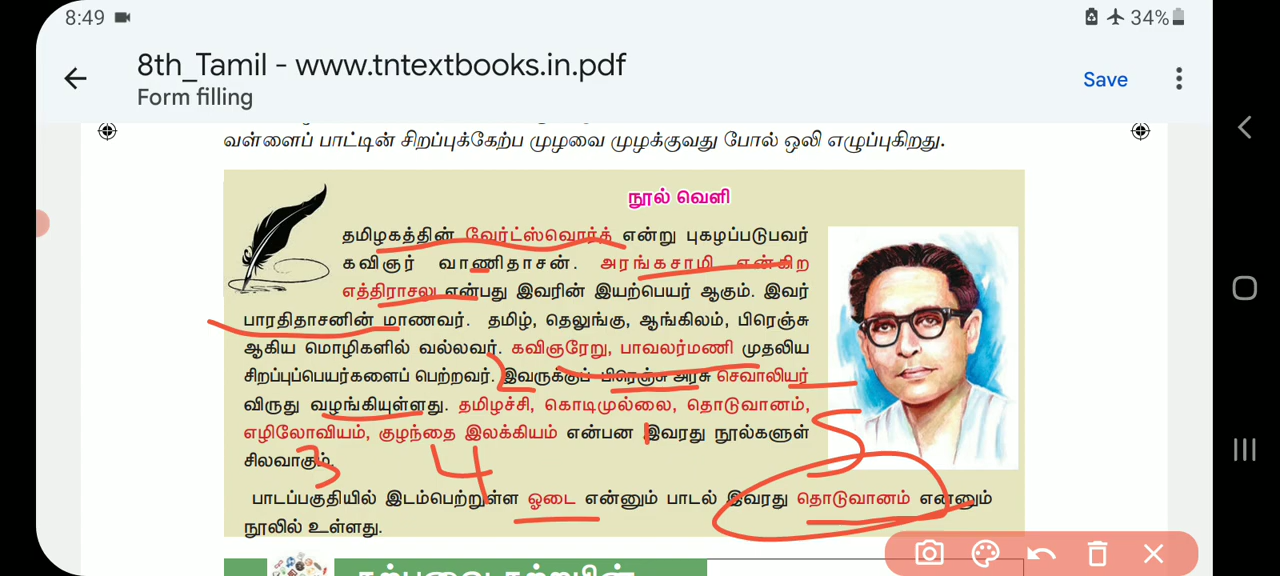 8:49
34%
8th_Tamil - www.tntextbooks.in.pdf
Form filling
Save
வள்ளைப் பாட்டின் சிறப்புக்கேற்ப முழவை முழக்குவது போல் ஒலி எழுப்புகிறது.
நூல் வெளி
தமிழகத்தின் வேர்ட்ஸ்வொர்த் என்று புகழப்படுபவர்
கவிஞர் வாணிதாசன். அரங்கசாமி என்கிற
எத்திராசலு என்பது இவரின் இயற்பெயர் ஆகும். இவர்
பாரதிதாசனின் மாணவர். தமிழ், தெலுங்கு, ஆங்கிலம், பிரெஞ்சு
ஆகிய மொழிகளில் வல்லவர். கவிஞரேறு, பாவலர்மணி முதலிய
சிறப்புப்பெயர்களைப் பெற்றவர். இவருக்குப் பிரெஞ்சு அரசு செவாலியர்
விருது வழங்கியுள்ளது. தமிழச்சி, கொடிமுல்லை, தொடுவானம்,
எழிலோவியம், குழந்தை இலக்கியம் என்பன இவரது நூல்களுள்
சிலவாகும்.
2
3
4
5
பாடப்பகுதியில் இடம்பெற்றுள்ள ஓடை என்னும் பாடல் இவரது தொடுவானம் என்னும்
நூலில் உள்ளது.